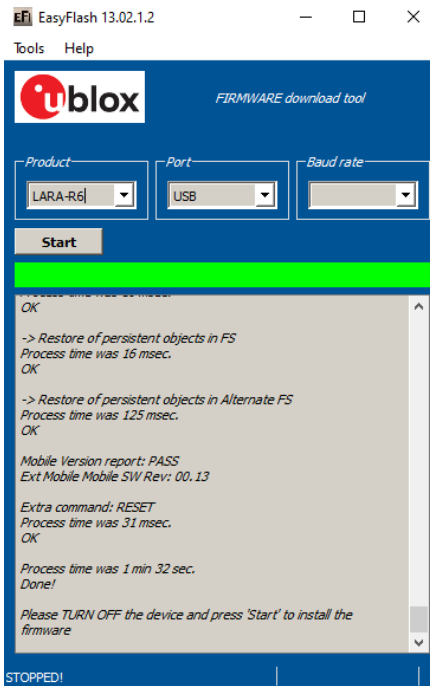 EasyFlash 13.02.1.2
Tools Help
ublox
FIRMWARE download tool
Product
Port
Baud rate
LARA-R6
USB
Start
OK
-> Restore of persistent objects in FS
Process time was 16 msec.
OK
-> Restore of persistent objects in Alternate FS
Process time was 125 msec.
OK
Mobile Version report: PASS
Ext Mobile Mobile SW Rev: 00.13
Extra command: RESET
Process time was 31 msec.
OK
Process time was 1 min 32 sec.
Done!
Please TURN OFF the device and press 'Start' to install the
firmware
STOPPED!